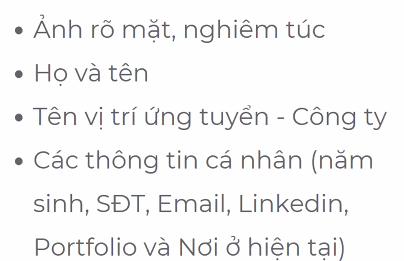 • Ảnh rõ mặt, nghiêm túc
• Họ và tên
• Tên vị trí ứng tuyển - Công ty
• Các thông tin cá nhân (năm
sinh, SĐT, Email, Linkedin,
Portfolio và Nơi ở hiện tại)